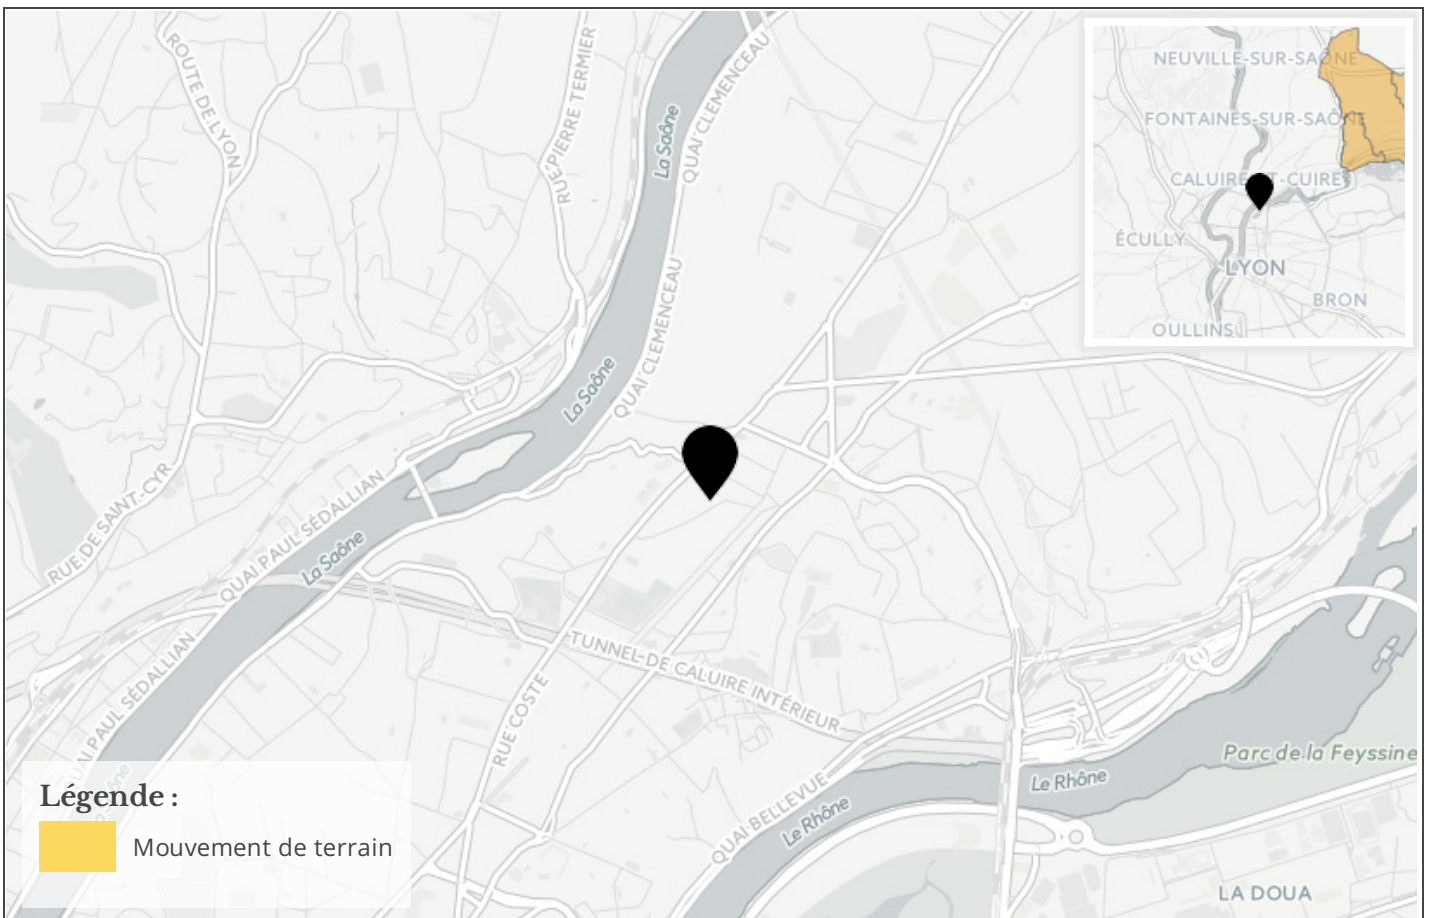 ROUTE DE LYON
RUE PIERRE TERMIER
La Saône
QUAI CLEMENCEAU
NEUVILLE-SUR-SAÔNE
FONTAINES-SUR-SAÔNE
CALUIRE-ET-CUIRE
ÉCULLY
LYON
BRON
OULLINS
QUAI CLEMENCEAU
La Saône
RUE DE SAINT-CYR
QUAI PAUL SÉDALLIAN
La Saône
QUAI PAUL SÉDALLIAN
TUNNEL DE CALUIRE INTÉRIEUR
RUE COSTE
QUAI BELLEVUE
Le Rhône
Le Rhône
Parc de la Feyssine
LA DOUA
Légende :
Mouvement de terrain